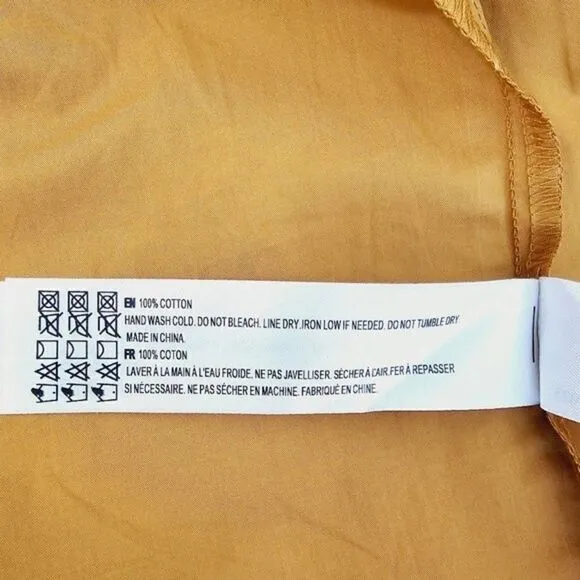 EN 100% COTTON
HAND WASH COLD. DO NOT BLEACH. LINE DRY.IRON LOW IF NEEDED. DO NOT TUMBLE DRY
MADE IN CHINA.
FR 100% COTON
LAVER À LA MAIN À L'EAU FROIDE. NE PAS JAVELLISER. SÉCHER À L'AIR.FER À REPASSER
SI NÉCESSAIRE. NE PAS SÉCHER EN MACHINE. FABRIQUÉ EN CHINE.